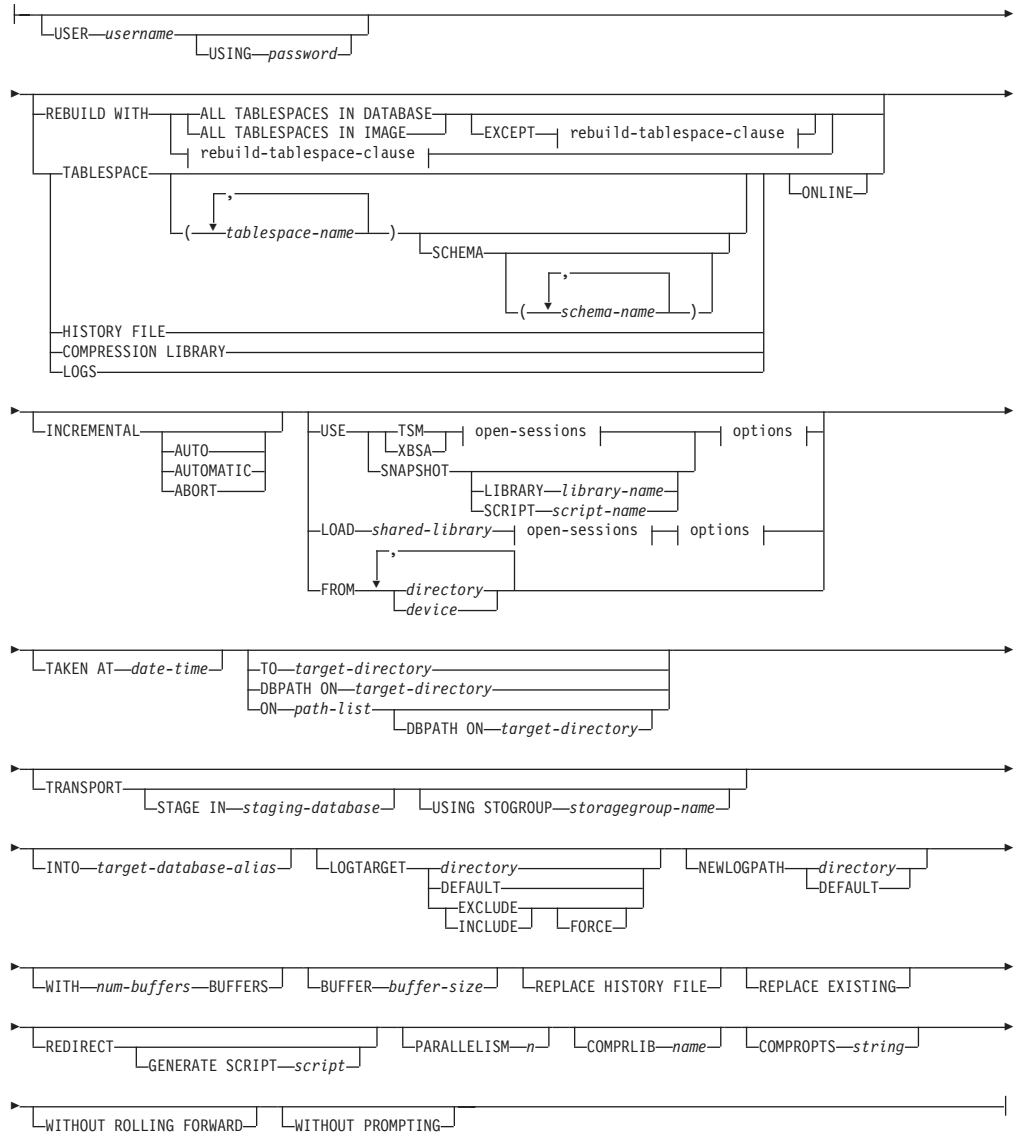 USER username
USING password
REBUILD WITH ALL TABLESPACES IN DATABASE
ALL TABLESPACES IN IMAGE EXCEPT rebuild-tablespace-clause
rebuild-tablespace-clause
TABLESPACE
ONLINE
,
( tablespace-name )
SCHEMA
,
( schema-name )
HISTORY FILE
COMPRESSION LIBRARY
LOGS
INCREMENTAL
AUTO
AUTOMATIC
ABORT
USE TSM open-sessions options
XBSA
SNAPSHOT
LIBRARY library-name
SCRIPT script-name
LOAD shared-library open-sessions options
,
FROM directory
device
TAKEN AT date-time
TO target-directory
DBPATH ON target-directory
ON path-list
DBPATH ON target-directory
TRANSPORT
STAGE IN staging-database USING STOGROUP storagegroup-name
INTO target-database-alias LOGTARGET directory NEWLOGPATH directory
DEFAULT DEFAULT
EXCLUDE
INCLUDE FORCE
WITH num-buffers BUFFERS BUFFER buffer-size REPLACE HISTORY FILE REPLACE EXISTING
REDIRECT PARALLELISM n COMPRLIB name COMPROPTS string
GENERATE SCRIPT script
WITHOUT ROLLING FORWARD WITHOUT PROMPTING